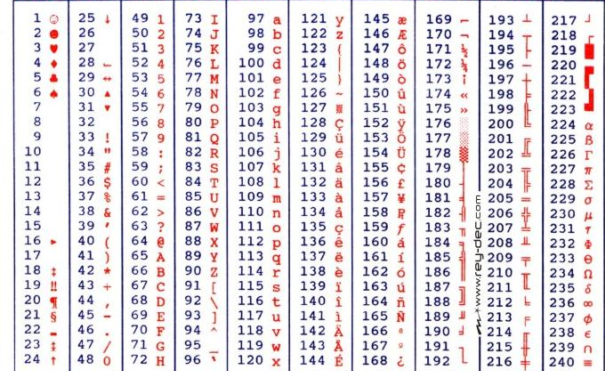 1 ☺ 25 ↓ 49 1 73 I 97 a 121 y 145 æ 169 ⌐ 193 ┴ 217 ┘
2 ☻ 26 50 2 74 J 98 b 122 z 146 Æ 170 ¬ 194 ┬ 218 ┌
3 ♥ 27 51 3 75 K 99 c 123 { 147 ô 171 ½ 195 ├ 219 █
4 ♦ 28 ∟ 52 4 76 L 100 d 124 | 148 ö 172 ¼ 196 ─ 220 ▄
5 ♣ 29 ↔ 53 5 77 M 101 e 125 } 149 ò 173 ¡ 197 ┼ 221 ▌
6 ♠ 30 ▲ 54 6 78 N 102 f 126 ~ 150 û 174 « 198 ╞ 222 ▐
7 31 ▼ 55 7 79 O 103 g 127 151 ù 175 » 199 ╟ 223 ▀
8 32 56 8 80 P 104 h 128 Ç 152 ÿ 176 ░ 200 ╚ 224 α
9 33 ! 57 9 81 Q 105 i 129 ü 153 Ö 177 ▒ 201 ╔ 225 ß
10 34 " 58 : 82 R 106 j 130 é 154 Ü 178 ▓ 202 ╩ 226 Γ
11 35 # 59 ; 83 S 107 k 131 â 155 ¢ 179 │ 203 ╦ 227 π
12 36 $ 60 < 84 T 108 l 132 ä 156 £ 180 ┤ 204 ╠ 228 Σ
13 37 % 61 = 85 U 109 m 133 à 157 ¥ 181 ╡ 205 ═ 229 σ
14 38 & 62 > 86 V 110 n 134 å 158 ₧ 182 ╢ 206 ╬ 230 µ
15 39 ' 63 ? 87 W 111 o 135 ç 159 ƒ 183 ╖ 207 ╧ 231 τ
16 ► 40 ( 64 @ 88 X 112 p 136 ê 160 á 184 ╕ 208 ╨ 232 Φ
17 41 ) 65 A 89 Y 113 q 137 ë 161 í 185 ╣ 209 ╤ 233 Θ
18 ↕ 42 * 66 B 90 Z 114 r 138 è 162 ó 186 ║ 210 ╥ 234 Ω
19 ‼ 43 + 67 C 91 [ 115 s 139 ï 163 ú 187 ╗ 211 ╙ 235 δ
20 ¶ 44 , 68 D 92 \ 116 t 140 î 164 ñ 188 ╝ 212 ╘ 236 ∞
21 § 45 - 69 E 93 ] 117 u 141 ì 165 Ñ 189 ╜ 213 ╒ 237 φ
22 ▬ 46 . 70 F 94 ^ 118 v 142 Ä 166 ª 190 ╛ 214 ╓ 238 ε
23 ↨ 47 / 71 G 95 _ 119 w 143 Å 167 º 191 ┐ 215 ╫ 239 ∩
24 ↑ 48 0 72 H 96 ` 120 x 144 É 168 ¿ 192 └ 216 ╪ 240 ≡
www.rey-dec.com